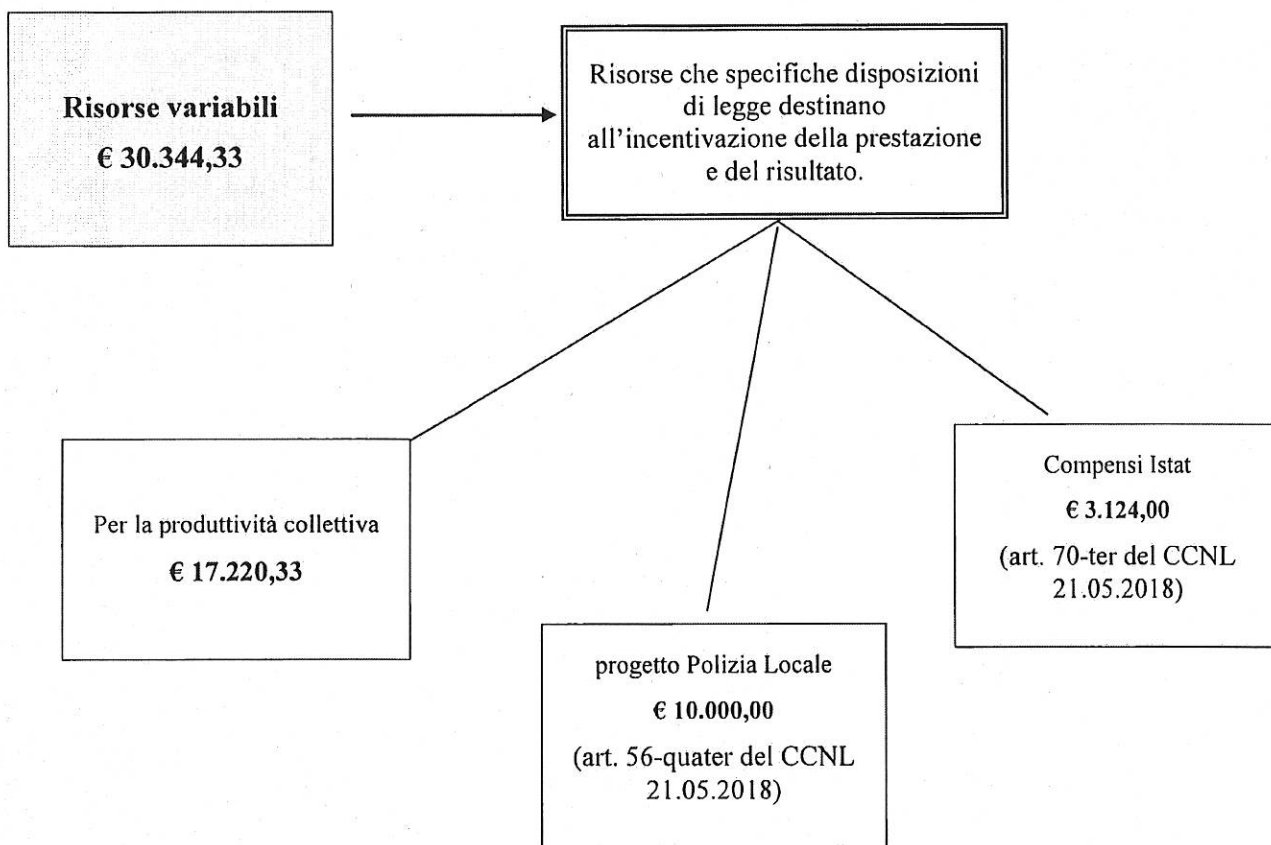 Risorse variabili
€ 30.344,33
Risorse che specifiche disposizioni
di legge destinano
all'incentivazione della prestazione
e del risultato.
Per la produttività collettiva
€ 17.220,33
progetto Polizia Locale
€ 10.000,00
(art. 56-quater del CCNL
21.05.2018)
Compensi Istat
€ 3.124,00
(art. 70-ter del CCNL
21.05.2018)